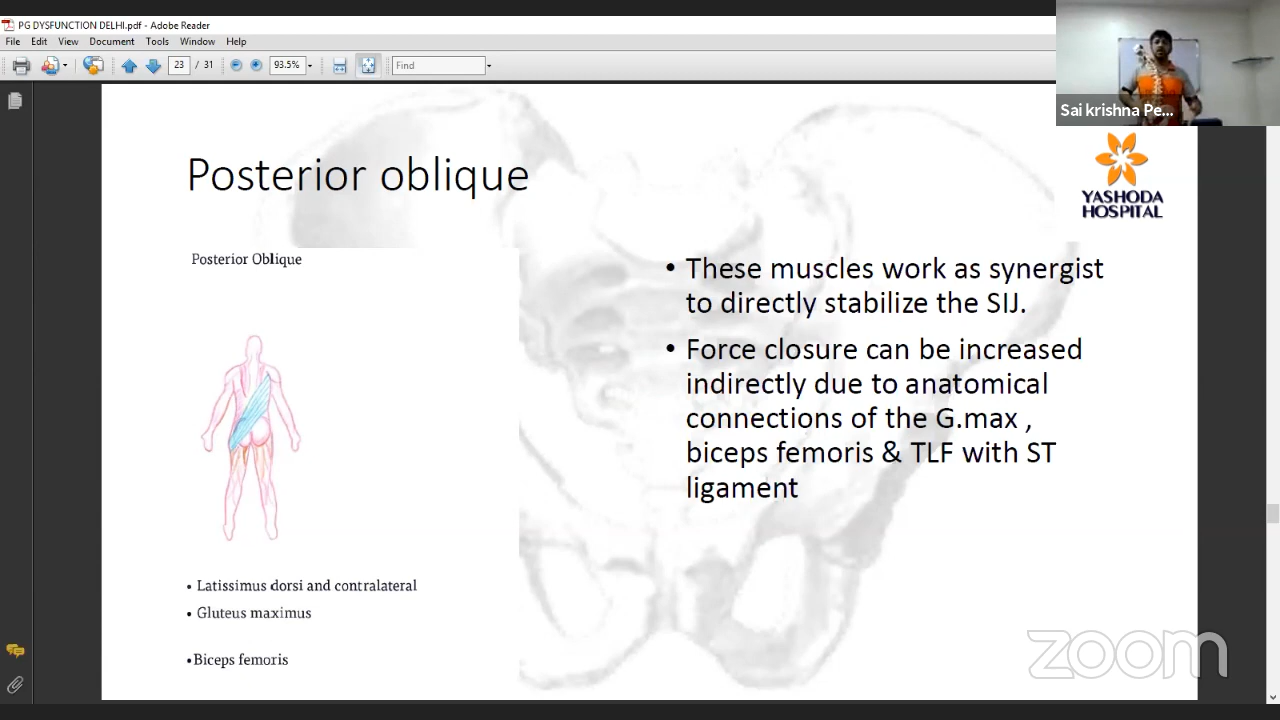 PG DYSFUNCTION DELHI.pdf - Adobe Reader
File Edit View Document Tools Window Help
23 / 31 93.5% Find
Sai krishna Pe...
YASHODA
HOSPITAL
Posterior oblique
Posterior Oblique
• Latissimus dorsi and contralateral
• Gluteus maximus
•Biceps femoris
• These muscles work as synergist
to directly stabilize the SIJ.
• Force closure can be increased
indirectly due to anatomical
connections of the G.max ,
biceps femoris & TLF with ST
ligament
zoom